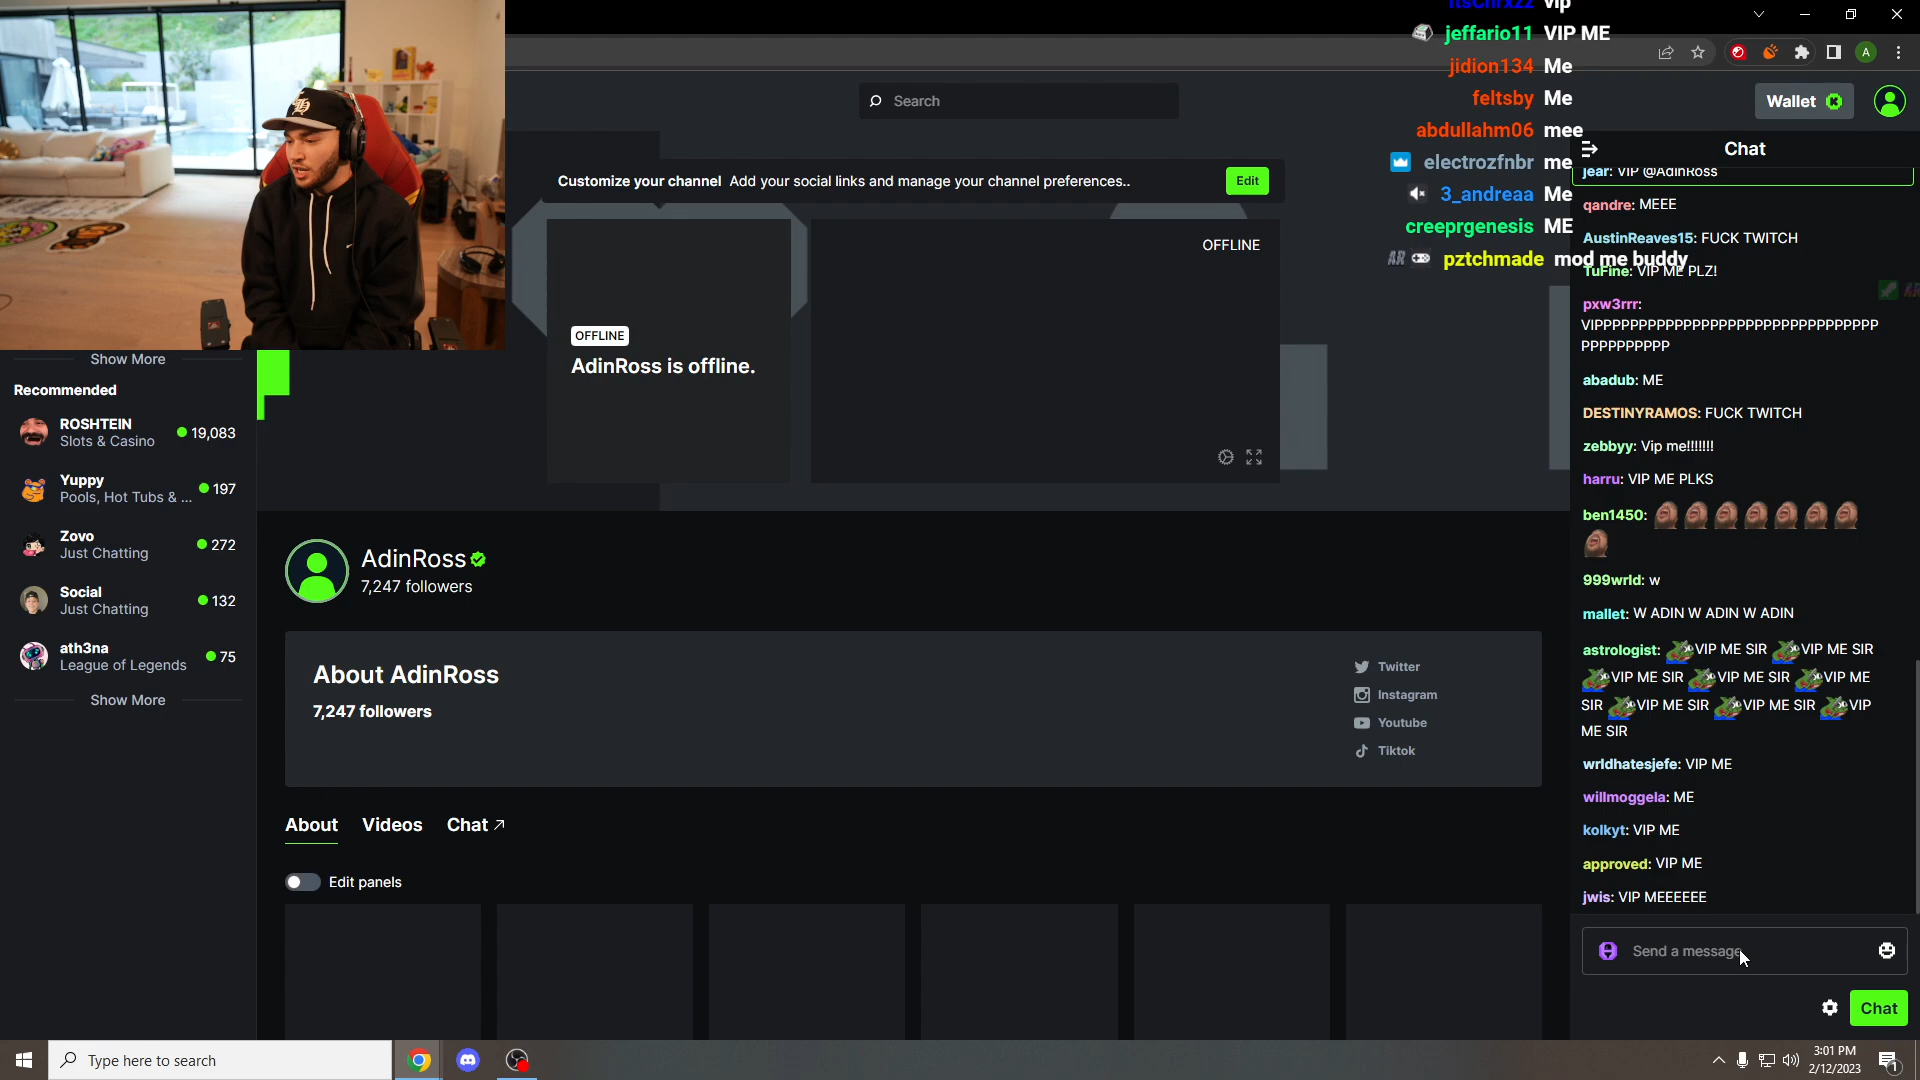 ItsChrxzz vip
jeffario11 VIP ME
jidion134 Me
feltsby Me
abdullahm06 mee
electrozfnbr me
3_andreaa Me
creeprgenesis ME
pztchmade mod me buddy
Search
Wallet
A
Customize your channel Add your social links and manage your channel preferences..
Edit
OFFLINE
OFFLINE
AdinRoss is offline.
Show More
Recommended
ROSHTEIN
Slots & Casino
19,083
Yuppy
Pools, Hot Tubs & ...
197
Zovo
Just Chatting
272
Social
Just Chatting
132
ath3na
League of Legends
75
Show More
AdinRoss
7,247 followers
About AdinRoss
7,247 followers
Twitter
Instagram
Youtube
Tiktok
About
Videos
Chat
Edit panels
Chat
jear: VIP @AdinRoss
qandre: MEEE
AustinReaves15: FUCK TWITCH
TuFine: VIP ME PLZ!
pxw3rrr:
VIPPPPPPPPPPPPPPPPPPPPPPPPPPPPPPPP
PPPPPPPPPP
abadub: ME
DESTINYRAMOS: FUCK TWITCH
zebbyy: Vip me!!!!!!!
harru: VIP ME PLKS
ben1450:
999wrld: w
mallet: W ADIN W ADIN W ADIN
astrologist: VIP ME SIR VIP ME SIR
VIP ME SIR VIP ME SIR VIP ME
SIR VIP ME SIR VIP ME SIR VIP
ME SIR
wrldhatesjefe: VIP ME
willmoggela: ME
kolkyt: VIP ME
approved: VIP ME
jwis: VIP MEEEEEE
Send a message
Chat
Type here to search
3:01 PM
2/12/2023
1